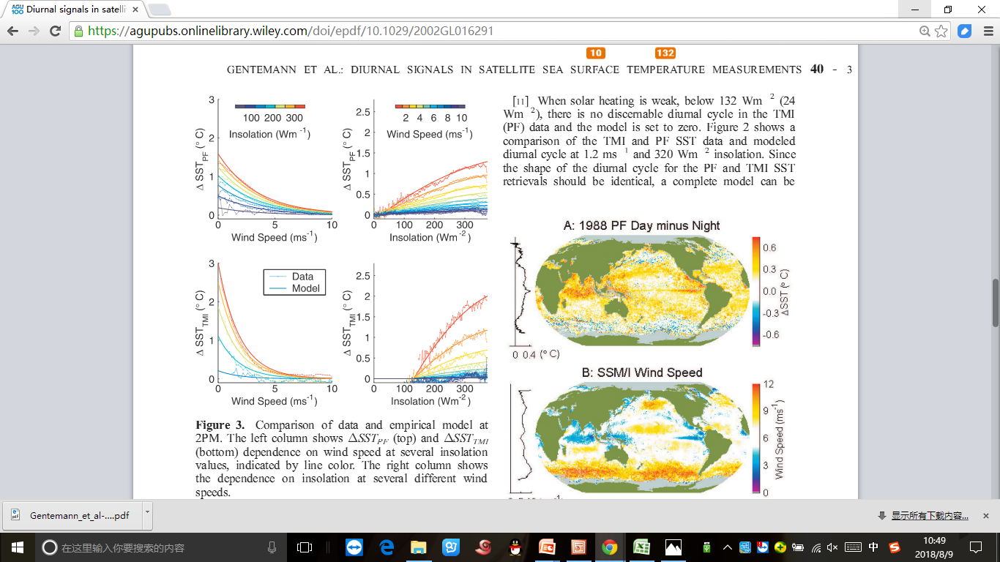 AGU
100
Diurnal signals in satelli
https://agupubs.onlinelibrary.wiley.com/doi/epdf/10.1029/2002GL016291
10
132
GENTEMANN ET AL.: DIURNAL SIGNALS IN SATELLITE SEA SURFACE TEMPERATURE MEASUREMENTS 40 - 3
3
2
1
0
Δ SST PF (° C)
100 200 300
Insolation (Wm -1)
0 5 10
Wind Speed (ms-1)
2.5
2
1.5
1
0.5
0
Δ SST PF (° C)
2 4 6 8 10
Wind Speed (ms-1)
0 100 200 300
Insolation (Wm-2)
3
2
1
0
Δ SST TMI (° C)
Data
Model
0 5 10
Wind Speed (ms-1)
2.5
2
1.5
1
0.5
0
Δ SST TMI (° C)
0 100 200 300
Insolation (Wm-2)
Figure 3. Comparison of data and empirical model at
2PM. The left column shows ΔSST PF (top) and ΔSST TMI
(bottom) dependence on wind speed at several insolation
values, indicated by line color. The right column shows
the dependence on insolation at several different wind
speeds.
[11] When solar heating is weak, below 132 Wm 2 (24
Wm 2), there is no discernable diurnal cycle in the TMI
(PF) data and the model is set to zero. Figure 2 shows a
comparison of the TMI and PF SST data and modeled
diurnal cycle at 1.2 ms 1 and 320 Wm 2 insolation. Since
the shape of the diurnal cycle for the PF and TMI SST
retrievals should be identical, a complete model can be
A: 1988 PF Day minus Night
0.6
0.3
0.0
-0.3
-0.6
ΔSST (° C)
0 0.4 (° C)
B: SSM/I Wind Speed
12
9
6
3
0
Wind Speed (ms-1)
Gentemann_et_al-....pdf
显示所有下载内容...
在这里输入你要搜索的内容
中
10:49
2018/8/9